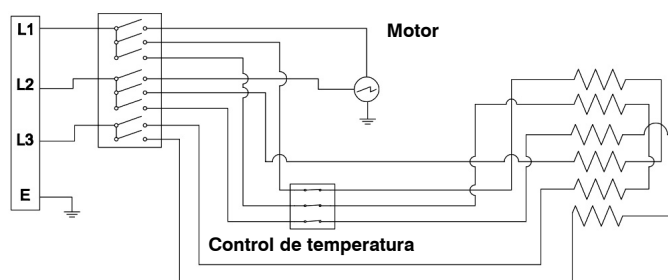 L1
Motor
L2
L3
E
Control de temperatura